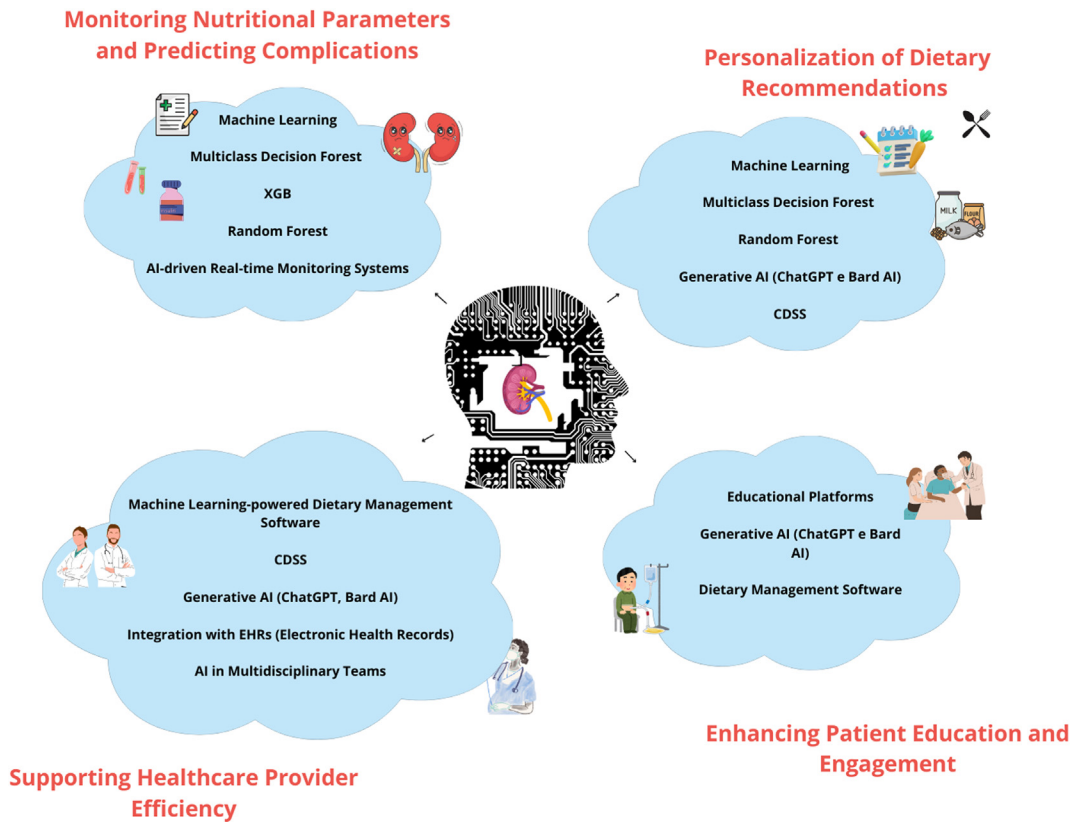 Monitoring Nutritional Parameters
and Predicting Complications
Machine Learning
Multiclass Decision Forest
XGB
Random Forest
AI-driven Real-time Monitoring Systems
Personalization of Dietary
Recommendations
Machine Learning
Multiclass Decision Forest
Random Forest
Generative AI (ChatGPT e Bard AI)
CDSS
MILK
FLOUR
Machine Learning-powered Dietary Management
Software
CDSS
Generative AI (ChatGPT, Bard AI)
Integration with EHRs (Electronic Health Records)
AI in Multidisciplinary Teams
Supporting Healthcare Provider
Efficiency
Educational Platforms
Generative AI (ChatGPT e Bard
AI)
Dietary Management Software
Enhancing Patient Education and
Engagement